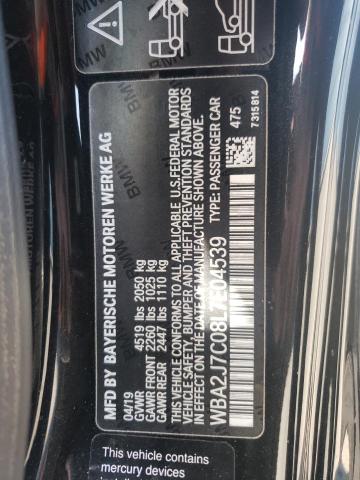 MFD BY BAYERISCHE MOTOREN WERKE AG
04/19
GVWR 4519 lbs 2050 kg
GAWR FRONT 2260 lbs 1025 kg
GAWR REAR 2447 lbs 1110 kg
THIS VEHICLE CONFORMS TO ALL APPLICABLE U.S.FEDERAL MOTOR
VEHICLE SAFETY, BUMPER AND THEFT PREVENTION STANDARDS
IN EFFECT ON THE DATE OF MANUFACTURE SHOWN ABOVE.
WBA2J7C08L7E04539 TYPE: PASSENGER CAR
475
7315814
This vehicle contains
mercury devices
BMW
BMW